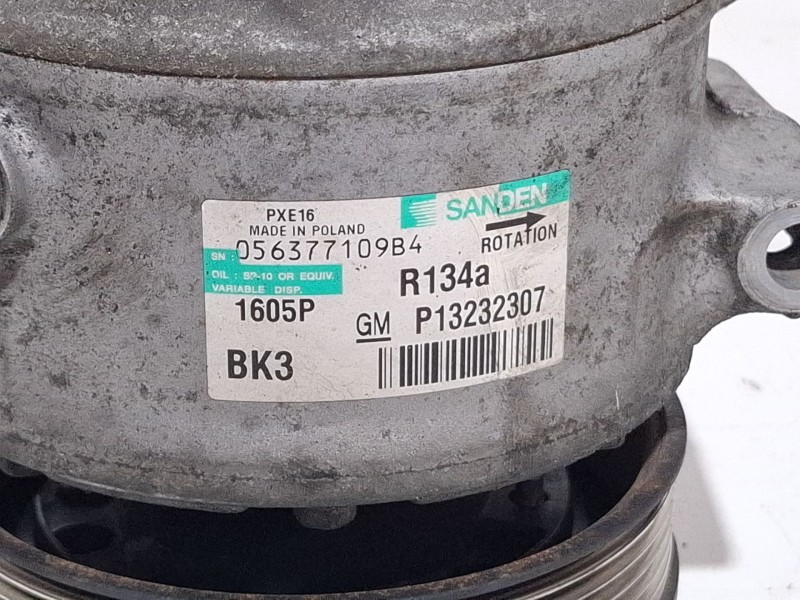 PXE16
MADE IN POLAND
SANDEN
ROTATION
SN : 056377109B4
OIL : SP-10 OR EQUIV.
VARIABLE DISP.
R134a
1605P
GM P13232307
BK3